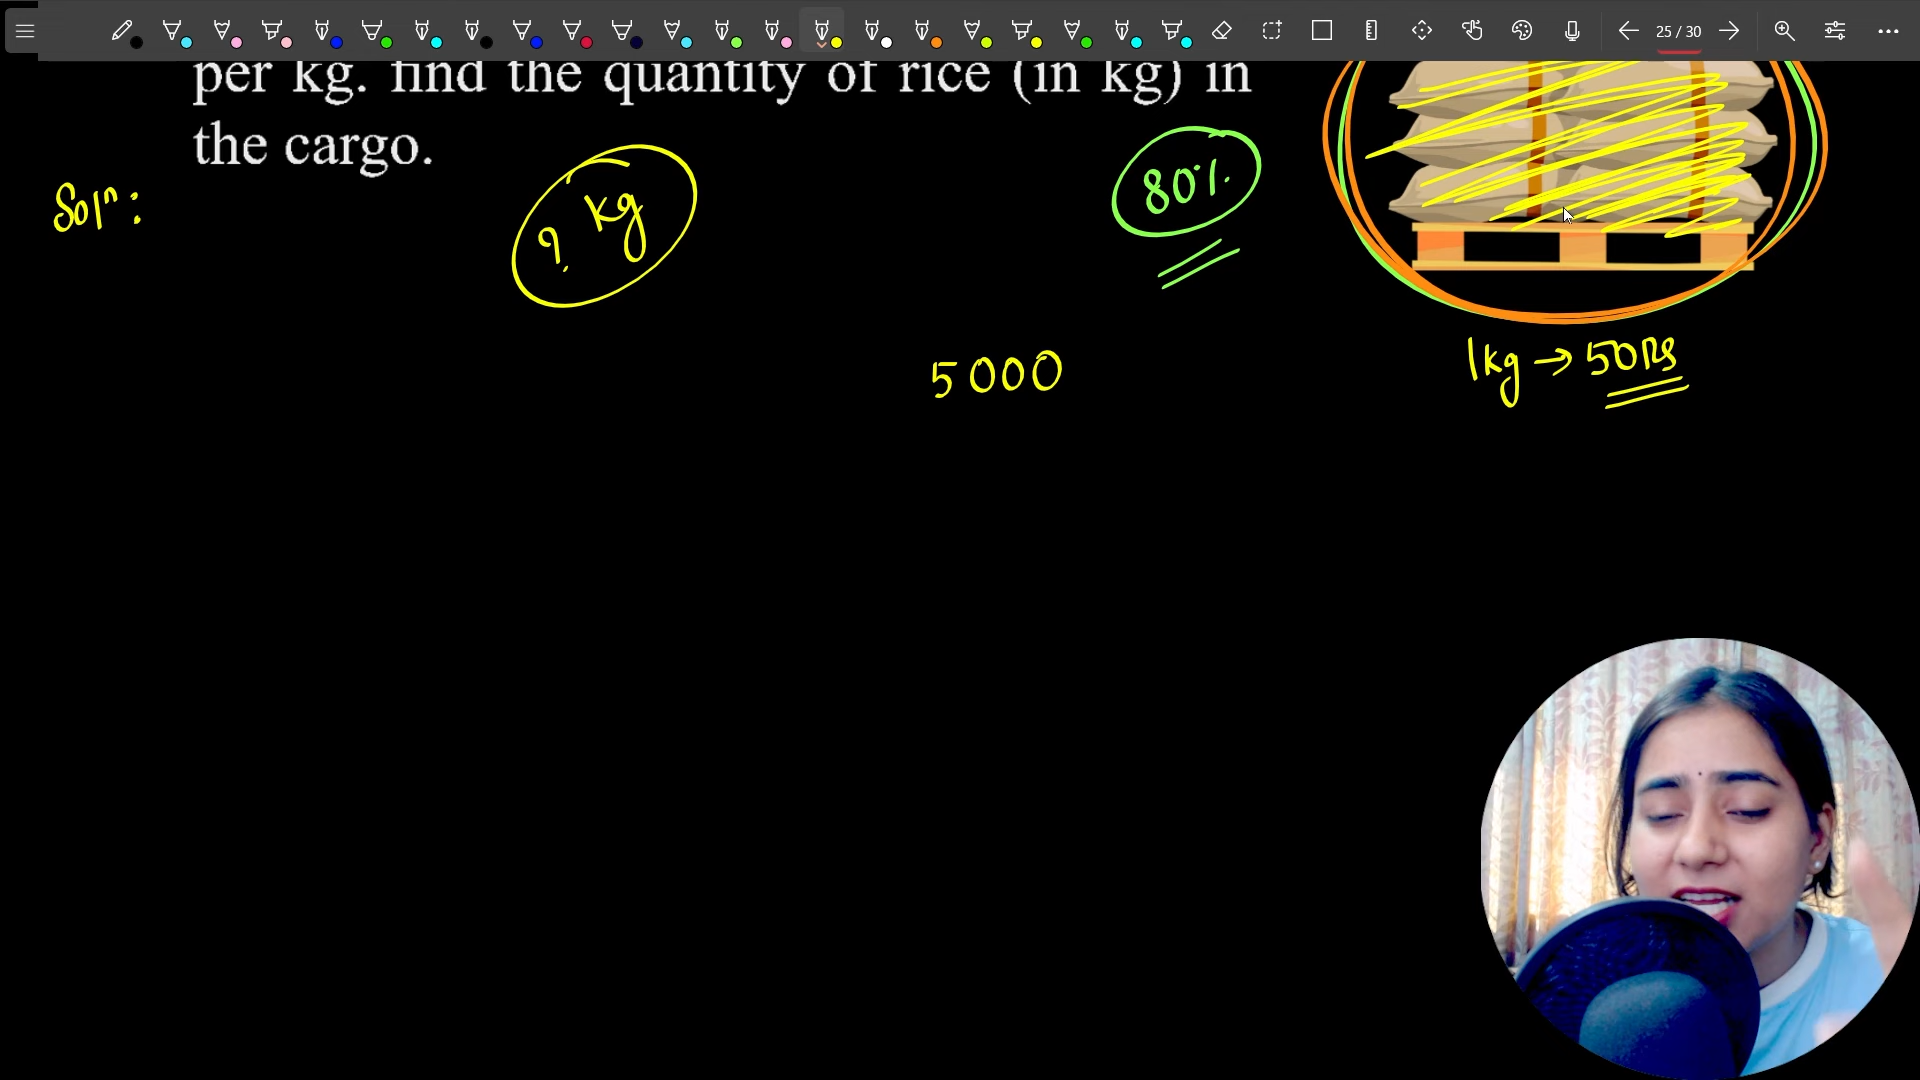 25 / 30
per kg. find the quantity of rice (in kg) in
the cargo.
Solⁿ:
? kg
80%
5000
1kg → 50Rs